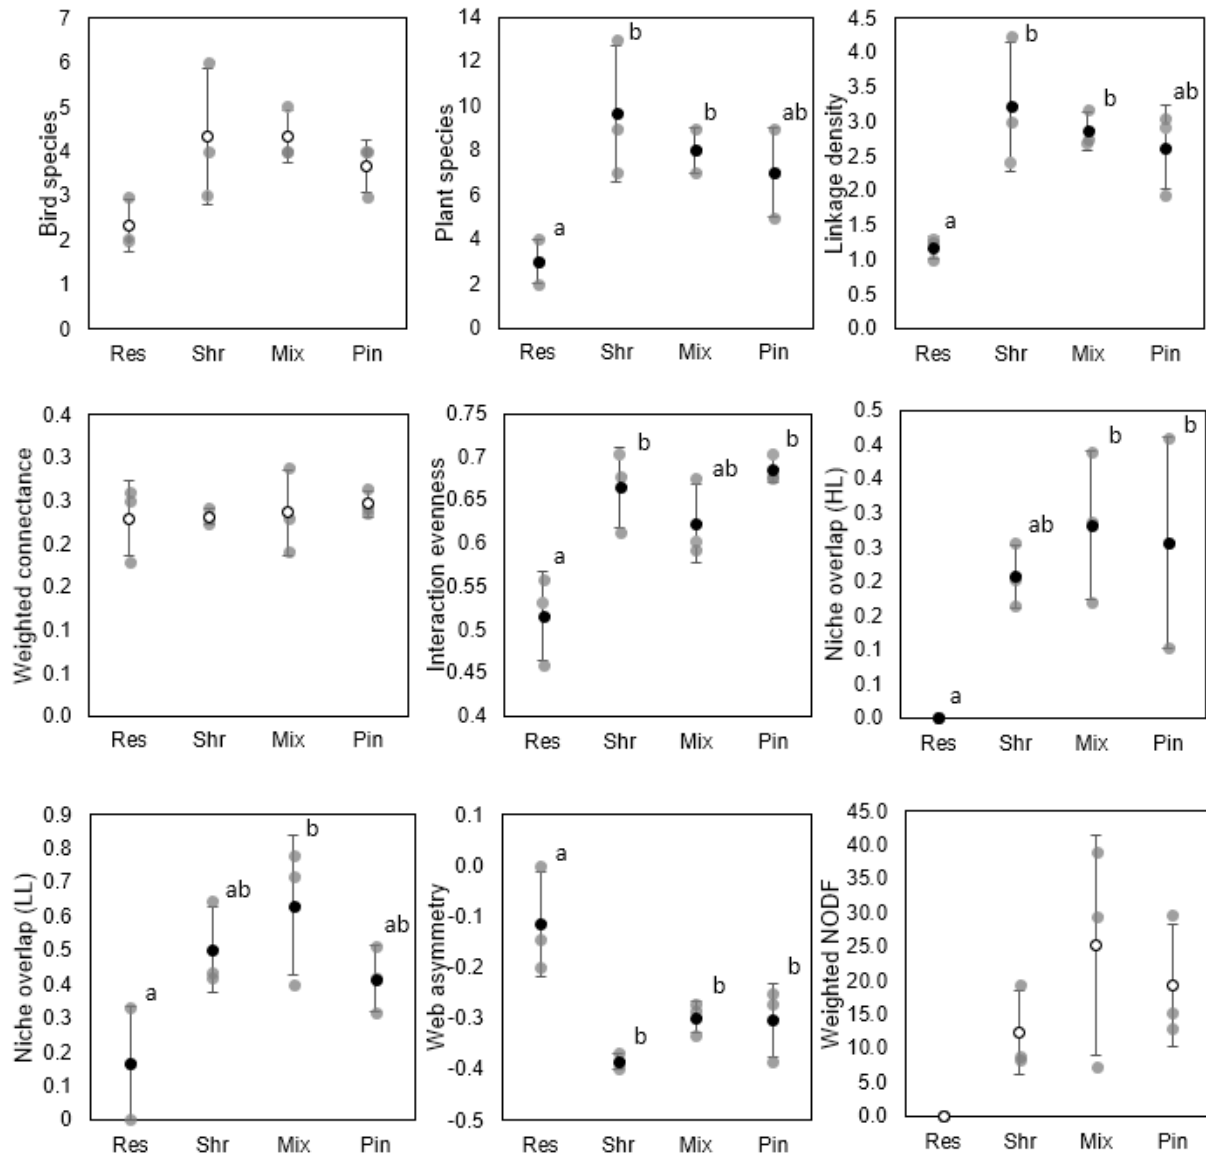 Bird species
7
6
5
4
3
2
1
0
Res Shr Mix Pin
Plant species
14
12
10
8
6
4
2
0
a
b
b
ab
Res Shr Mix Pin
Linkage density
4.5
4.0
3.5
3.0
2.5
2.0
1.5
1.0
0.5
0.0
a
b
b
ab
Res Shr Mix Pin
Weighted connectance
0.4
0.3
0.3
0.2
0.2
0.1
0.1
0.0
Res Shr Mix Pin
Interaction evenness
0.75
0.7
0.65
0.6
0.55
0.5
0.45
0.4
a
b
ab
b
Res Shr Mix Pin
Niche overlap (HL)
0.5
0.4
0.4
0.3
0.3
0.2
0.2
0.1
0.1
0.0
a
ab
b
b
Res Shr Mix Pin
Niche overlap (LL)
0.9
0.8
0.7
0.6
0.5
0.4
0.3
0.2
0.1
0
a
ab
b
ab
Res Shr Mix Pin
Web asymmetry
0.1
0.0
-0.1
-0.2
-0.3
-0.4
-0.5
a
b
b
b
Res Shr Mix Pin
Weighted NODF
45.0
40.0
35.0
30.0
25.0
20.0
15.0
10.0
5.0
0.0
Res Shr Mix Pin